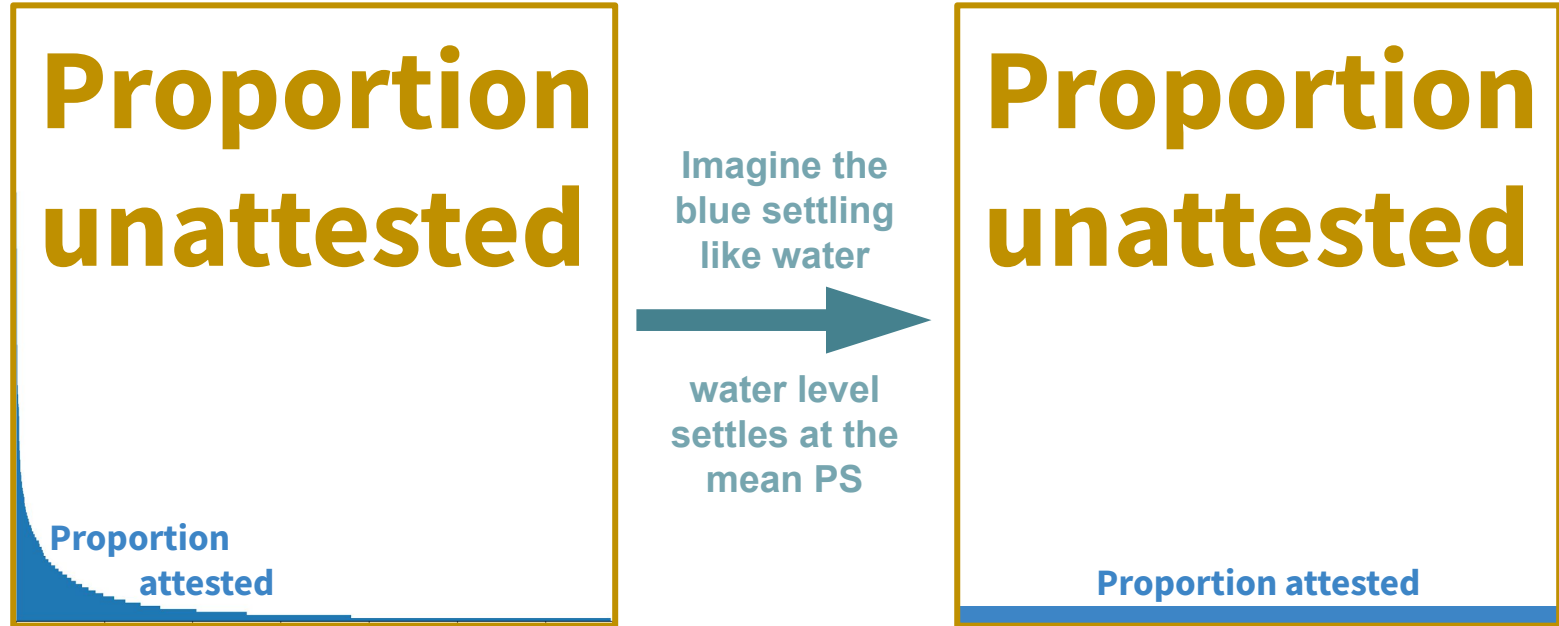 Proportion
unattested
Proportion
attested
Imagine the
blue settling
like water
water level
settles at the
mean PS
Proportion
unattested
Proportion attested